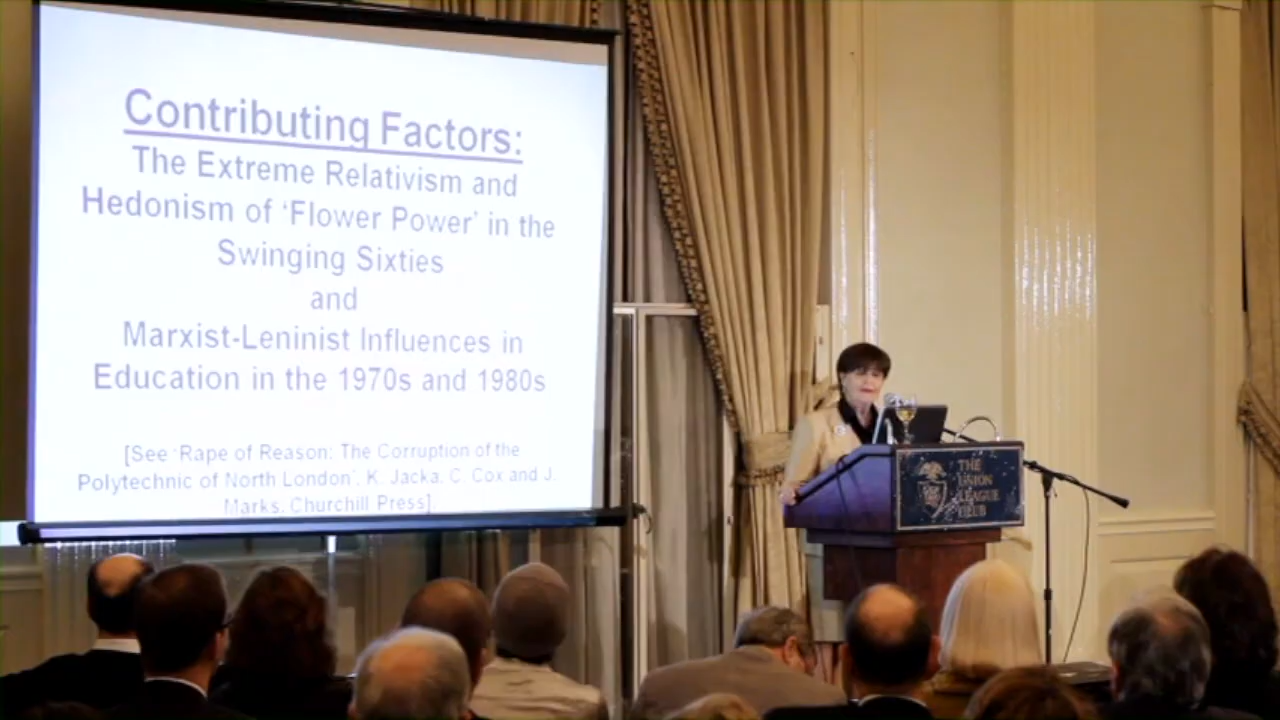 Contributing Factors:
The Extreme Relativism and
Hedonism of ‘Flower Power’ in the
Swinging Sixties
and
Marxist-Leninist Influences in
Education in the 1970s and 1980s
[See ‘Rape of Reason: The Corruption of the
Polytechnic of North London’, K. Jacka, C. Cox and J.
Marks, Churchill Press].
THE
UNION
LEAGUE
CLUB